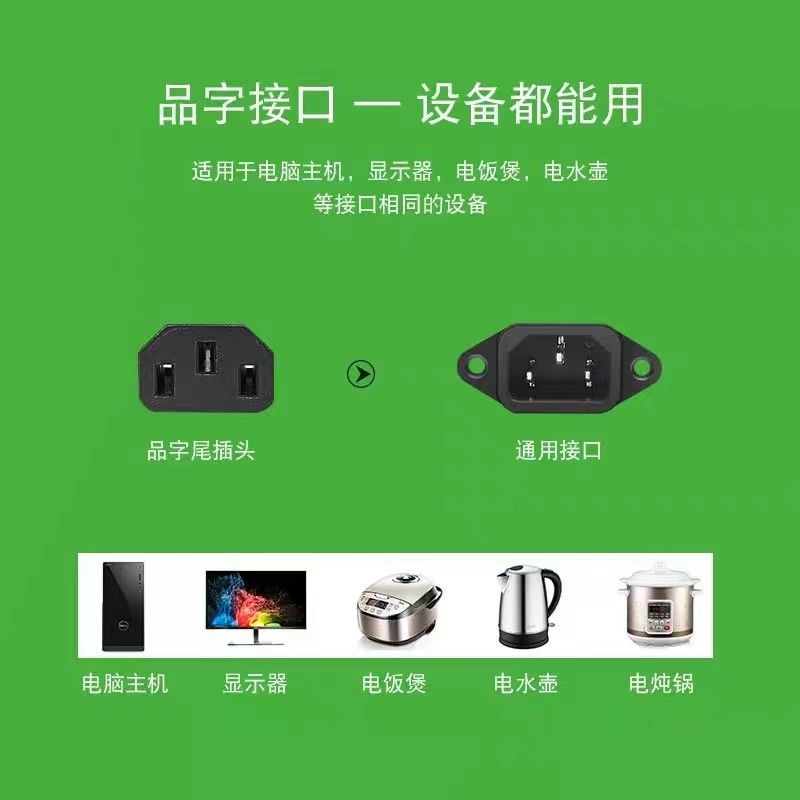 品字接口 — 设备都能用
适用于电脑主机，显示器，电饭煲，电水壶
等接口相同的设备
品字尾插头
通用接口
电脑主机
显示器
电饭煲
电水壶
电炖锅